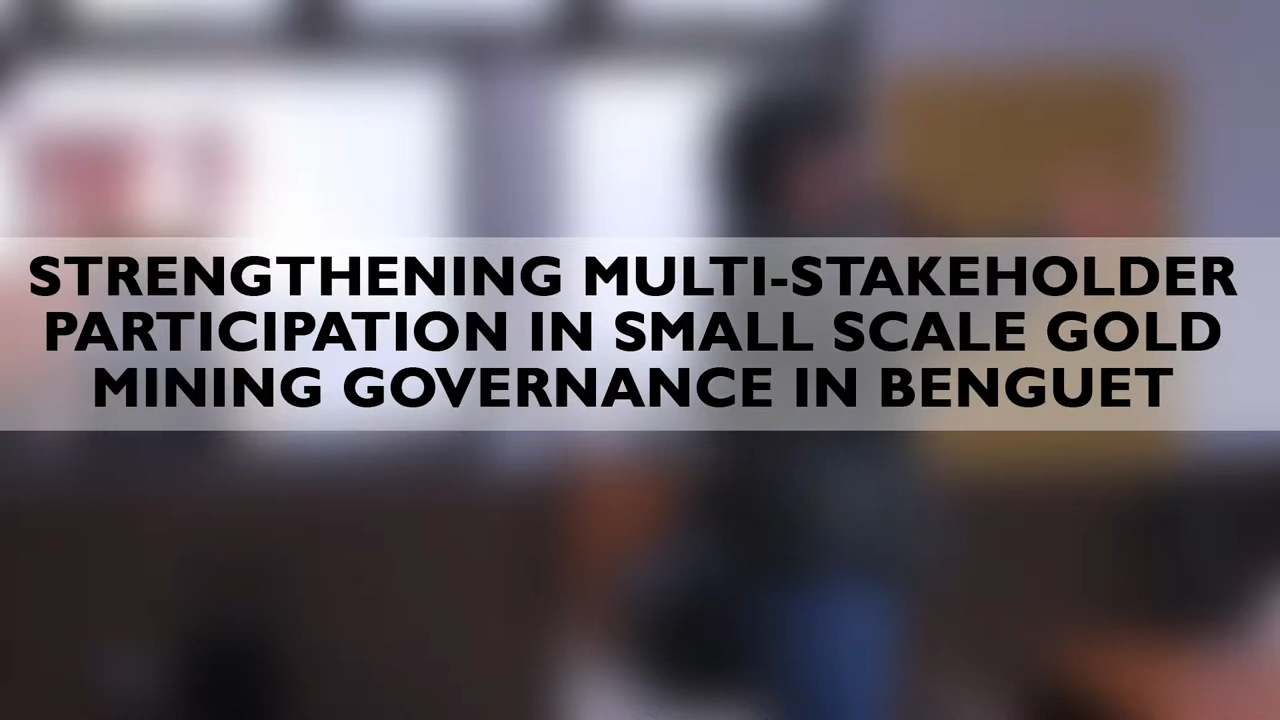 STRENGTHENING MULTI-STAKEHOLDER
PARTICIPATION IN SMALL SCALE GOLD
MINING GOVERNANCE IN BENGUET